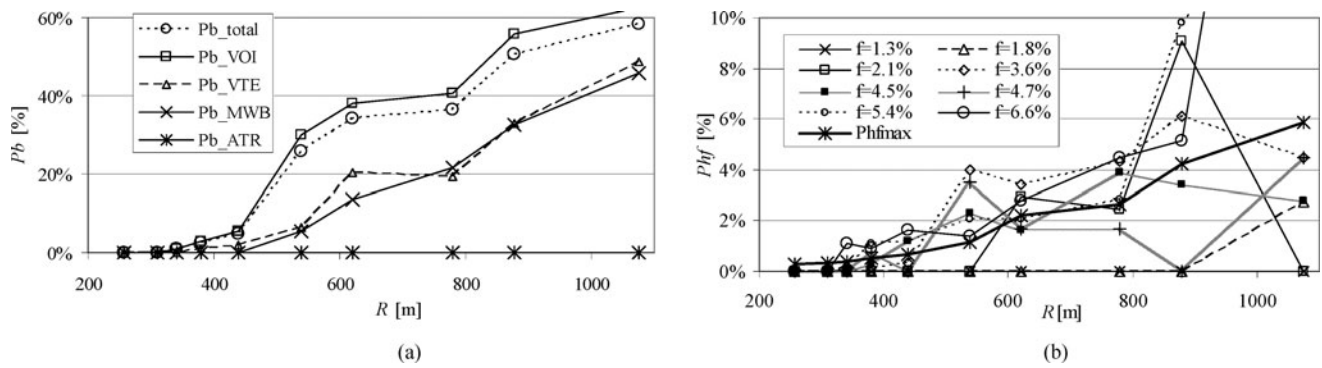 60%
40%
20%
0%
Pb [%]
Pb_total
Pb_VOI
Pb_VTE
Pb_MWB
Pb_ATR
200 400 600 800 1000
R [m]
(a)
10%
8%
6%
4%
2%
0%
Phf [%]
f=1.3% f=1.8%
f=2.1% f=3.6%
f=4.5% f=4.7%
f=5.4% f=6.6%
Phfmax
200 400 600 800 1000
R [m]
(b)